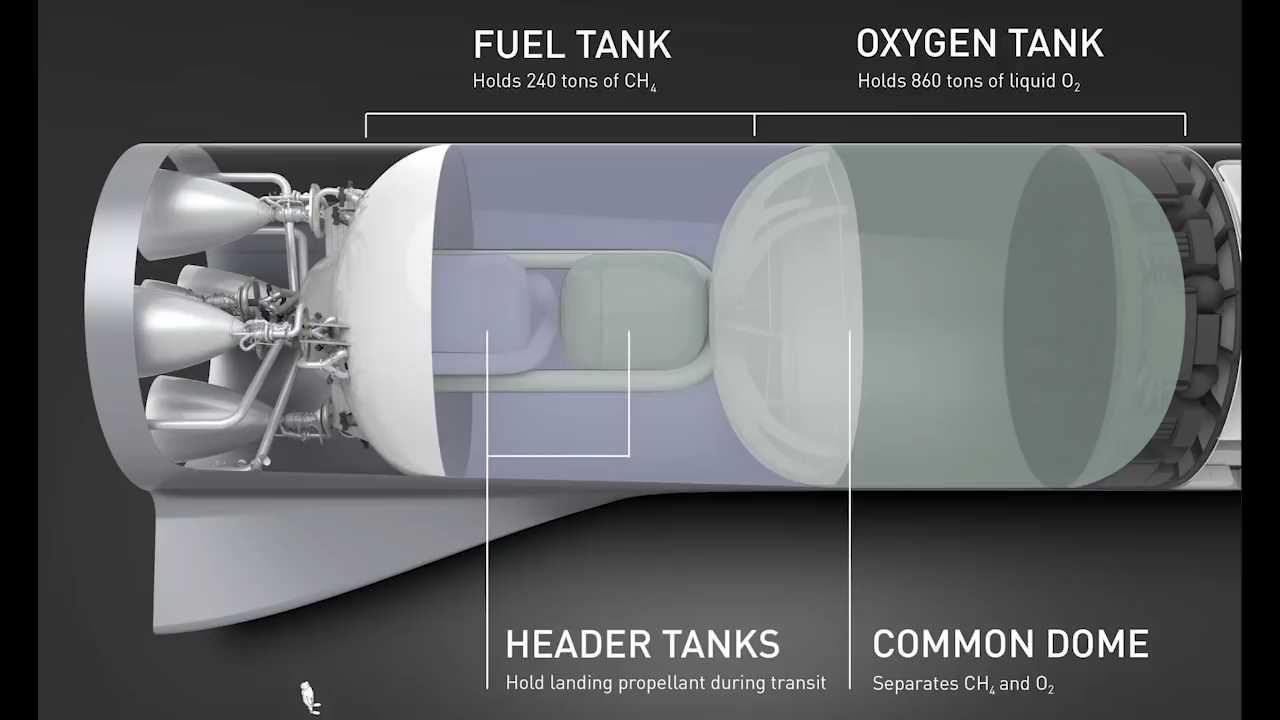 FUEL TANK
Holds 240 tons of CH₄
OXYGEN TANK
Holds 860 tons of liquid O₂
HEADER TANKS
Hold landing propellant during transit
COMMON DOME
Separates CH₄ and O₂